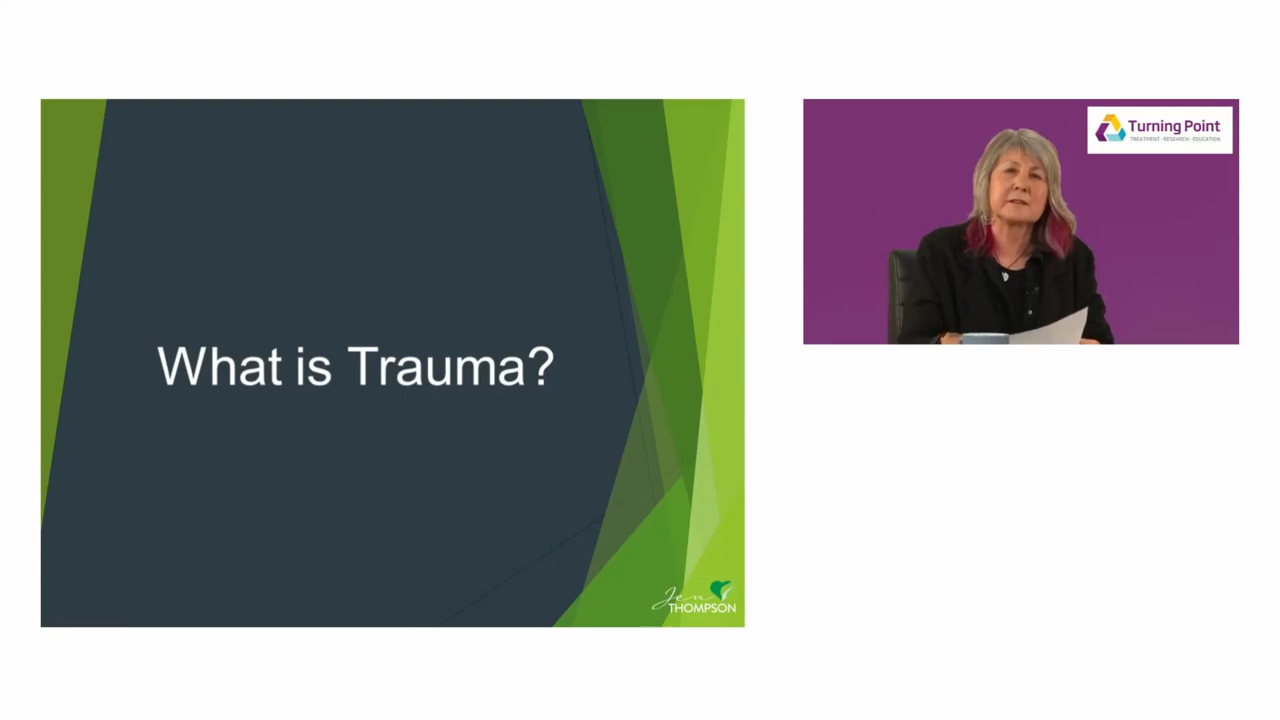 What is Trauma?
Jen
THOMPSON
Turning Point
TREATMENT · RESEARCH · EDUCATION